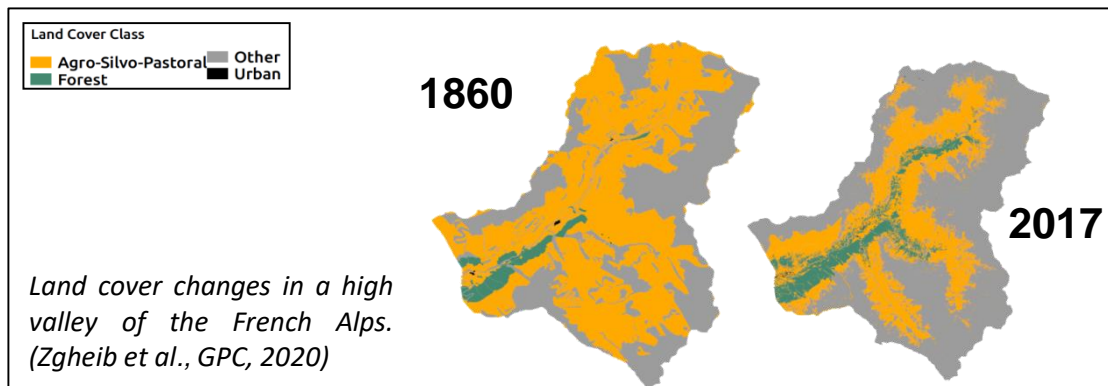 Land Cover Class
Agro-Silvo-Pastoral
Other
Forest
Urban
1860
2017
Land cover changes in a high
valley of the French Alps.
(Zgheib et al., GPC, 2020)